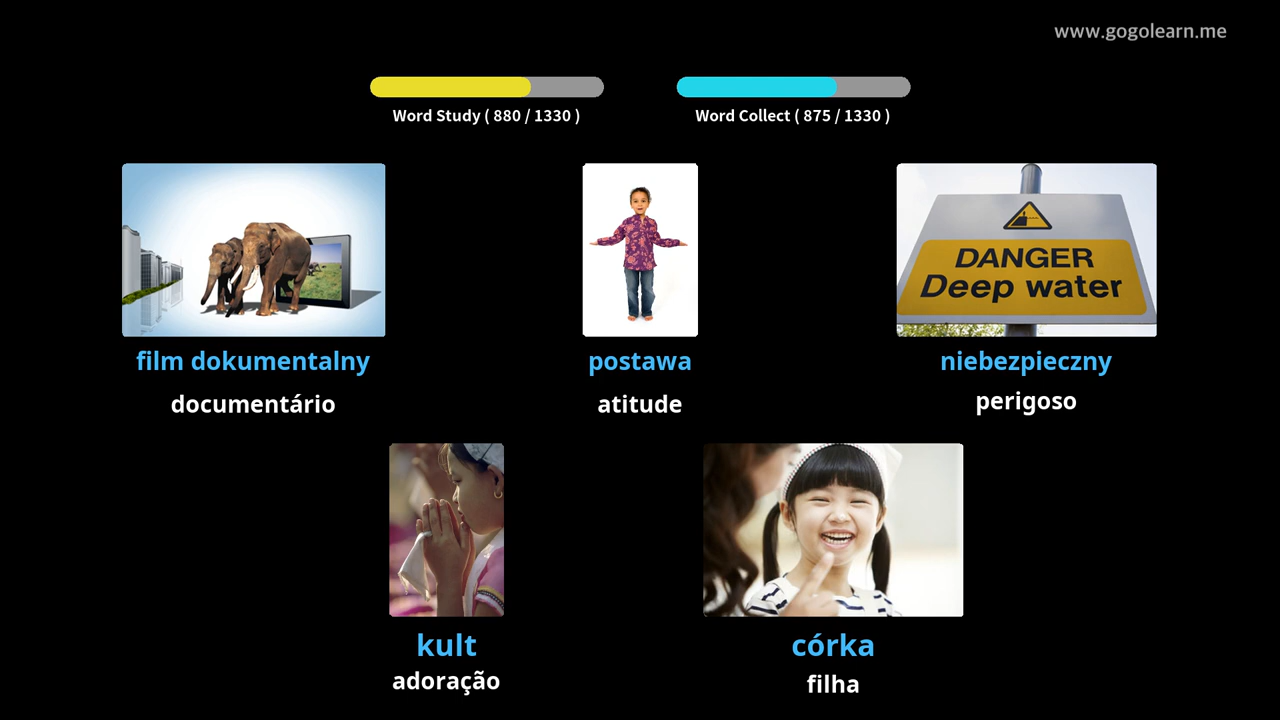 www.gogolearn.me
Word Study ( 880 / 1330 )
Word Collect ( 875 / 1330 )
DANGER
Deep water
film dokumentalny
postawa
niebezpieczny
documentário
atitude
perigoso
kult
córka
adoração
filha